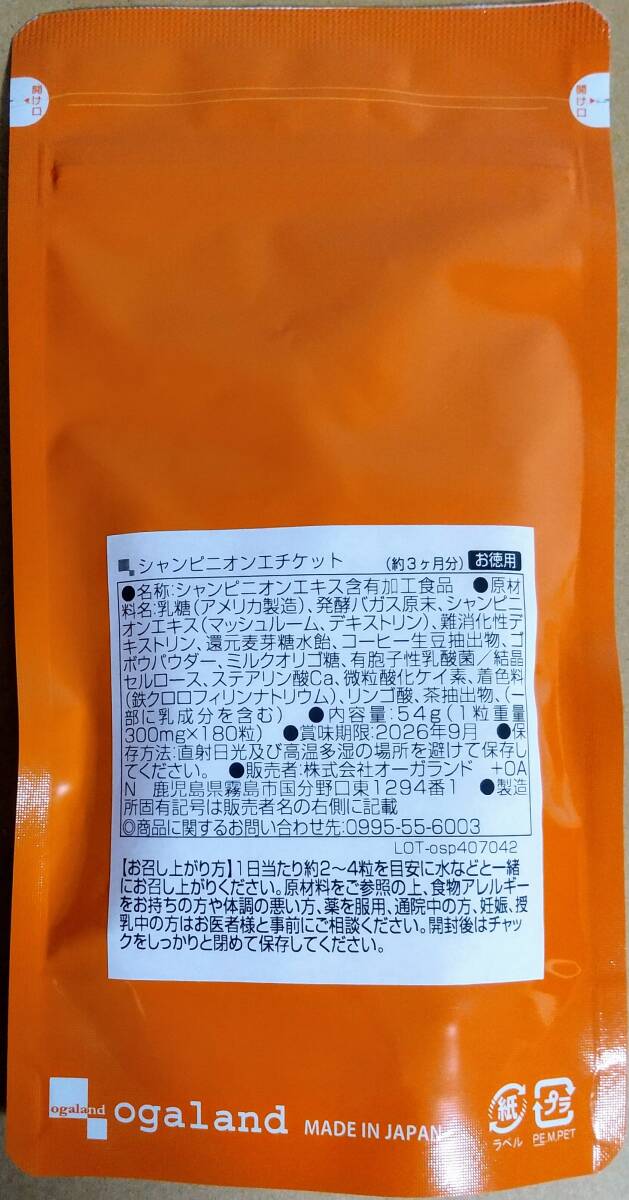 開け口
開け口
シャンピニオンエチケット (約3ヶ月分) お徳用
●名称:シャンピニオンエキス含有加工食品 ●原材
料名:乳糖(アメリカ製造)、発酵バガス原末、シャンピニ
オンエキス(マッシュルーム、デキストリン)、難消化性デ
キストリン、還元麦芽糖水飴、コーヒー生豆抽出物、ゴ
ボウパウダー、ミルクオリゴ糖、有胞子性乳酸菌/結晶
セルロース、ステアリン酸Ca、微粒酸化ケイ素、着色料
(鉄クロロフィリンナトリウム)、リンゴ酸、茶抽出物、(一
部に乳成分を含む) ●内容量:54g(1粒重量
300mg×180粒) ●賞味期限:2026年9月 ●保
存方法:直射日光及び高温多湿の場所を避けて保存し
てください。 ●販売者:株式会社オーガランド +OA
N 鹿児島県霧島市国分野口東1294番1 ●製造
所固有記号は販売者名の右側に記載
◎商品に関するお問い合わせ先:0995-55-6003
LOT-osp407042
【お召し上がり方】1日当たり約2～4粒を目安に水などと一緒
にお召し上がりください。原材料をご参照の上、食物アレルギー
をお持ちの方や体調の悪い方、薬を服用、通院中の方、妊娠、授
乳中の方はお医者様と事前にご相談ください。開封後はチャッ
クをしっかりと閉めて保存してください。
ogaland ogaland MADE IN JAPAN
紙 プラ
ラベル PE.M.PET